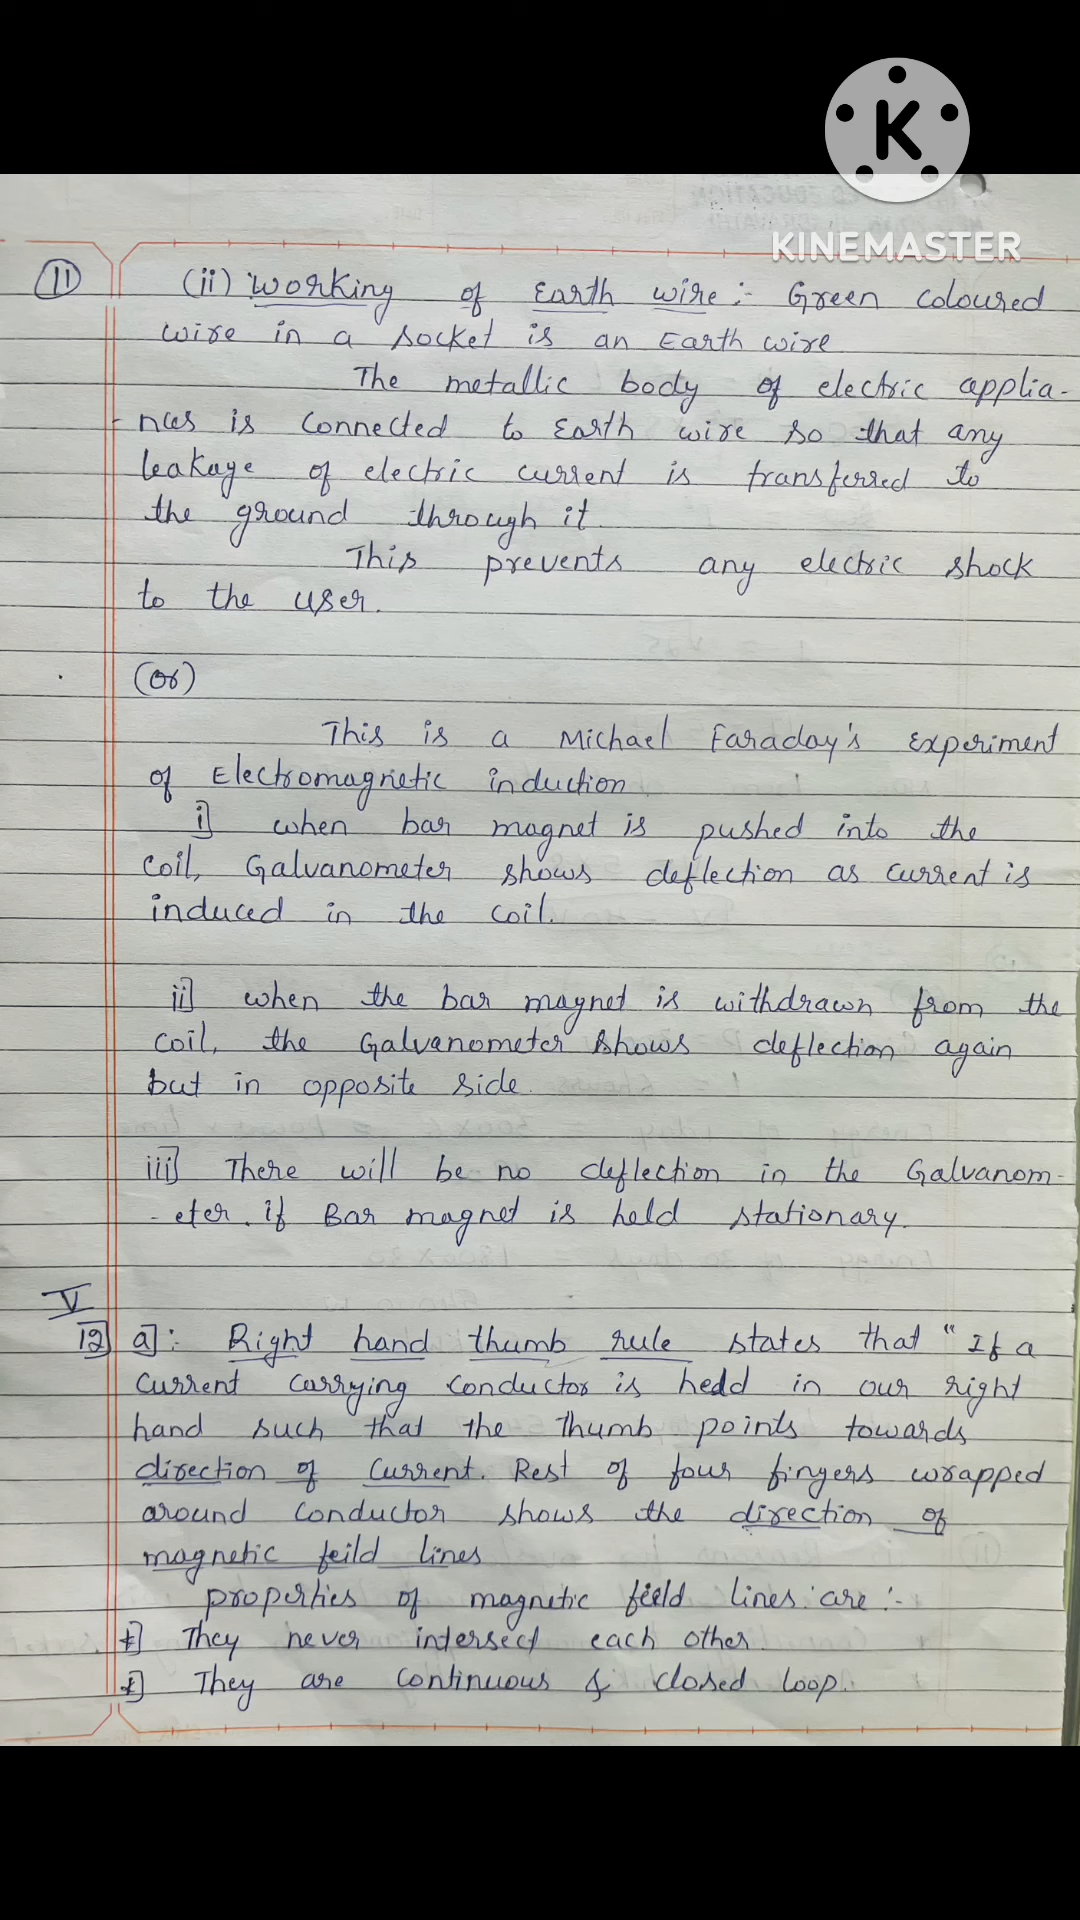 K
KINEMASTER
11 (ii) Working of Earth wire :- Green coloured
wire in a socket is an Earth wire
The metallic body of electric applia-
-nces is connected to Earth wire so that any
leakage of electric current is transferred to
the ground through it.
This prevents any electric shock
to the user.
(Or)
This is a Michael Faraday's Experiment
of Electromagnetic induction
i] when bar magnet is pushed into the
coil, Galvanometer shows deflection as current is
induced in the coil.
ii] when the bar magnet is withdrawn from the
coil, the Galvanometer shows deflection again
but in opposite side.
iii] There will be no deflection in the Galvanom-
-eter. if Bar magnet is held stationary.
V
12] a]:- Right hand thumb rule states that "If a
current carrying conductor is hedd in our right
hand such that the Thumb points towards
direction of current. Rest of four fingers wrapped
around conductor shows the direction of
magnetic feild lines
properties of magnetic field lines are :-
*] They never intersect each other.
*] They are continuous & closed loop.